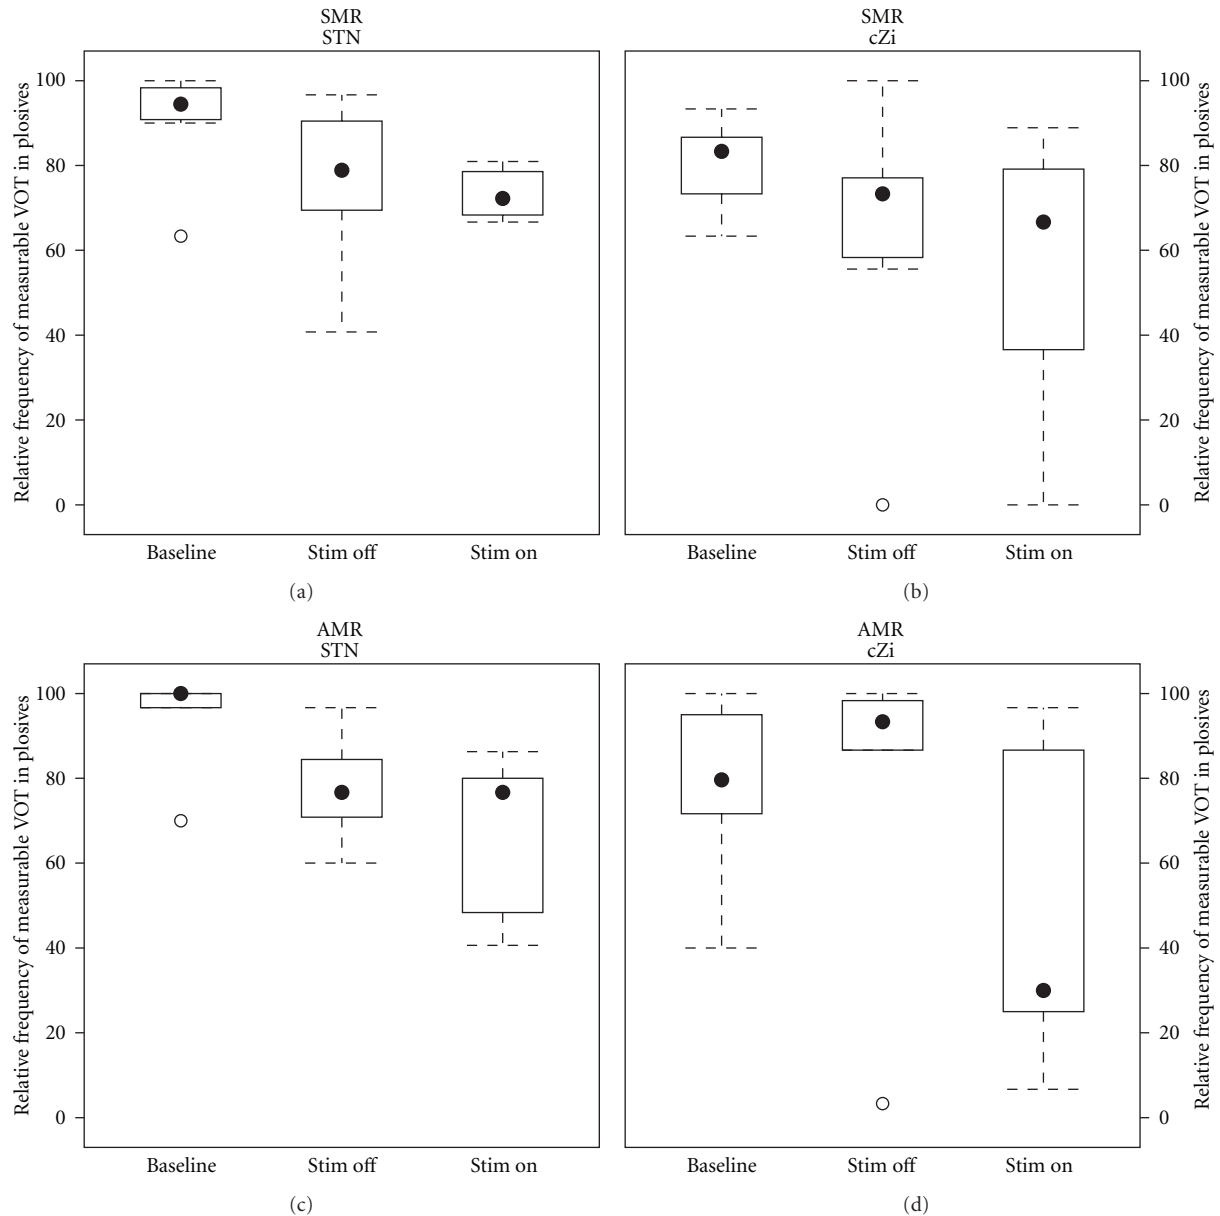 SMR
STN
Relative frequency of measurable VOT in plosives
100
80
60
40
20
0
Baseline Stim off Stim on
(a)
SMR
cZi
100
80
60
40
20
0
Relative frequency of measurable VOT in plosives
Baseline Stim off Stim on
(b)
AMR
STN
Relative frequency of measurable VOT in plosives
100
80
60
40
20
0
Baseline Stim off Stim on
(c)
AMR
cZi
100
80
60
40
20
0
Relative frequency of measurable VOT in plosives
Baseline Stim off Stim on
(d)